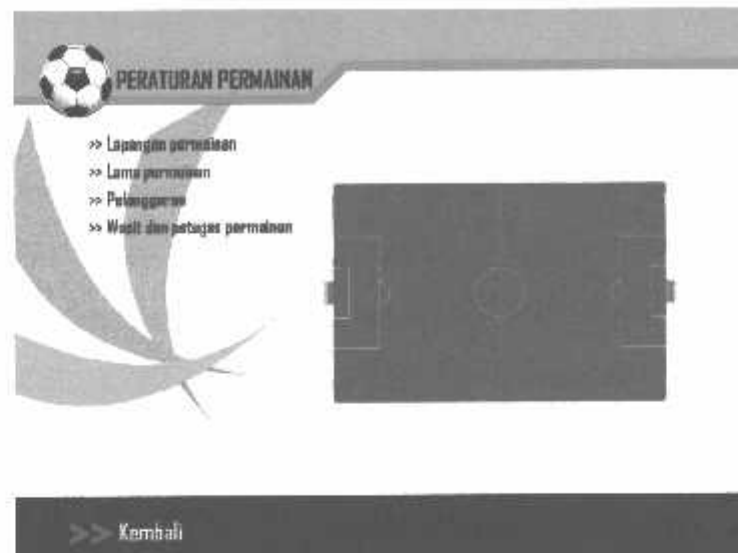 PERATURAN PERMAINAN
>> Lapangan permainan
>> Lama permainan
>> Pelanggaran
>> Wasit dan petugas permainan
>> Kembali